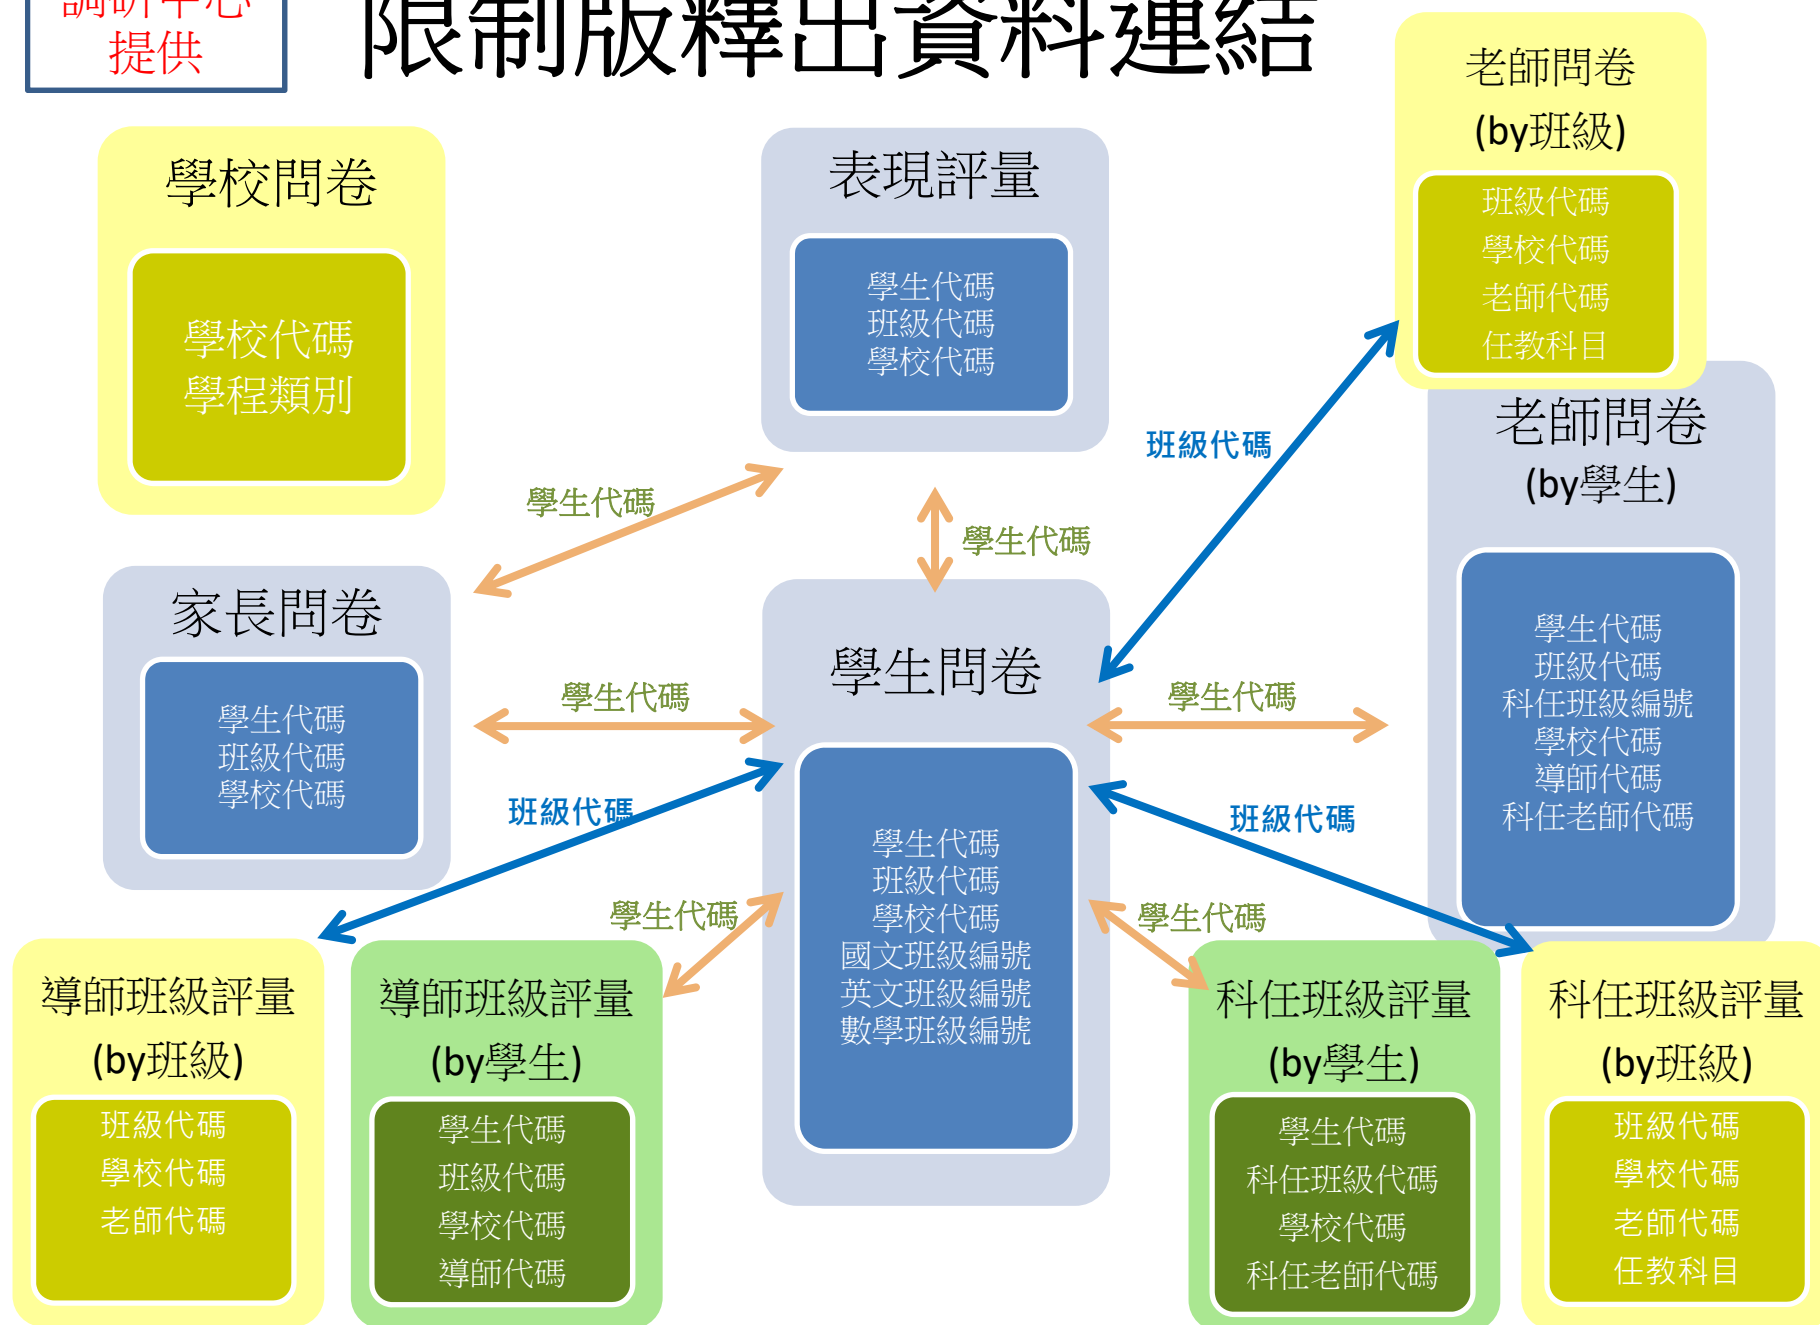 調研中心
提供
限制版釋出資料連結
學校問卷
學校代碼
學程類別
表現評量
學生代碼
班級代碼
學校代碼
老師問卷
(by班級)
班級代碼
學校代碼
老師代碼
任教科目
班級代碼
學生代碼
學生代碼
老師問卷
(by學生)
學生代碼
班級代碼
科任班級編號
學校代碼
導師代碼
科任老師代碼
家長問卷
學生代碼
班級代碼
學校代碼
學生代碼
學生問卷
學生代碼
班級代碼
學校代碼
國文班級編號
英文班級編號
數學班級編號
學生代碼
班級代碼
班級代碼
學生代碼
學生代碼
導師班級評量
(by班級)
班級代碼
學校代碼
老師代碼
導師班級評量
(by學生)
學生代碼
班級代碼
學校代碼
導師代碼
科任班級評量
(by學生)
學生代碼
科任班級代碼
學校代碼
科任老師代碼
科任班級評量
(by班級)
班級代碼
學校代碼
老師代碼
任教科目